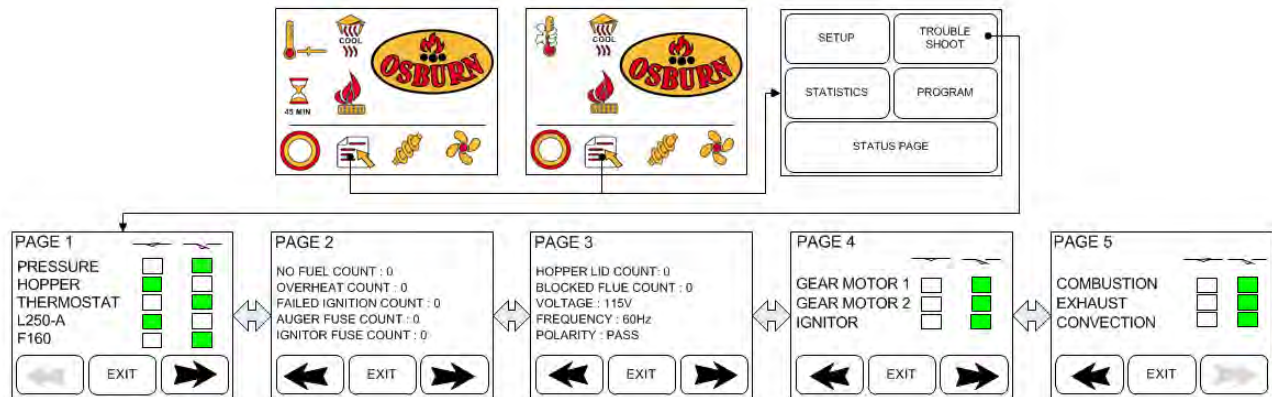 COOL
OSBURN
45 MIN
COOL
OSBURN
SETUP
TROUBLE
SHOOT
STATISTICS
PROGRAM
STATUS PAGE
PAGE 1
PRESSURE
HOPPER
THERMOSTAT
L250-A
F160
EXIT
PAGE 2
NO FUEL COUNT : 0
OVERHEAT COUNT : 0
FAILED IGNITION COUNT : 0
AUGER FUSE COUNT : 0
IGNITOR FUSE COUNT : 0
EXIT
PAGE 3
HOPPER LID COUNT: 0
BLOCKED FLUE COUNT : 0
VOLTAGE : 115V
FREQUENCY : 60Hz
POLARITY : PASS
EXIT
PAGE 4
GEAR MOTOR 1
GEAR MOTOR 2
IGNITOR
EXIT
PAGE 5
COMBUSTION
EXHAUST
CONVECTION
EXIT